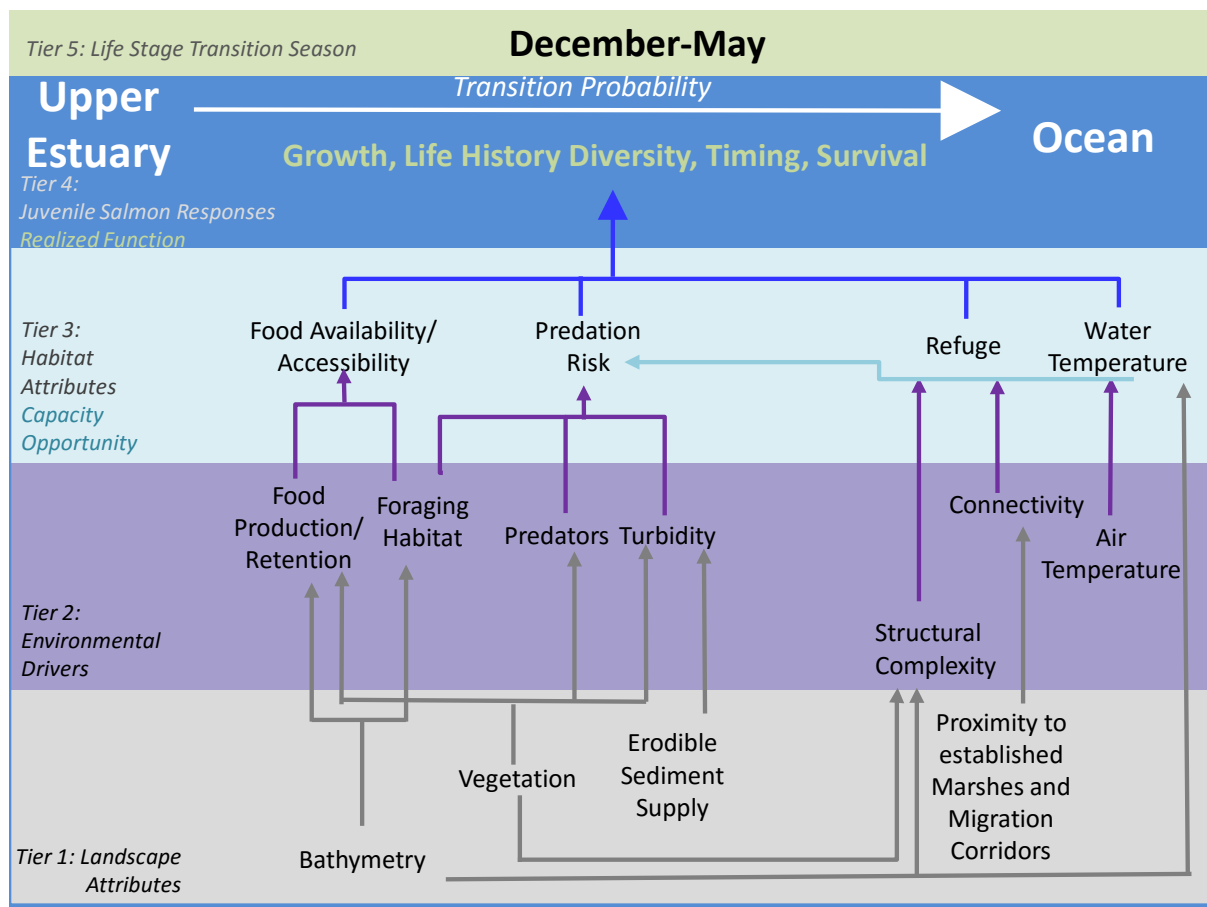 Tier 5: Life Stage Transition Season
December-May
Upper
Estuary
Transition Probability
Ocean
Growth, Life History Diversity, Timing, Survival
Tier 4:
Juvenile Salmon Responses
Realized Function
Tier 3:
Habitat
Attributes
Capacity
Opportunity
Food Availability/
Accessibility
Predation
Risk
Refuge
Water
Temperature
Tier 2:
Environmental
Drivers
Food
Production/
Retention
Foraging
Habitat
Predators
Turbidity
Connectivity
Air
Temperature
Structural
Complexity
Tier 1: Landscape
Attributes
Bathymetry
Vegetation
Erodible
Sediment
Supply
Proximity to
established
Marshes and
Migration
Corridors